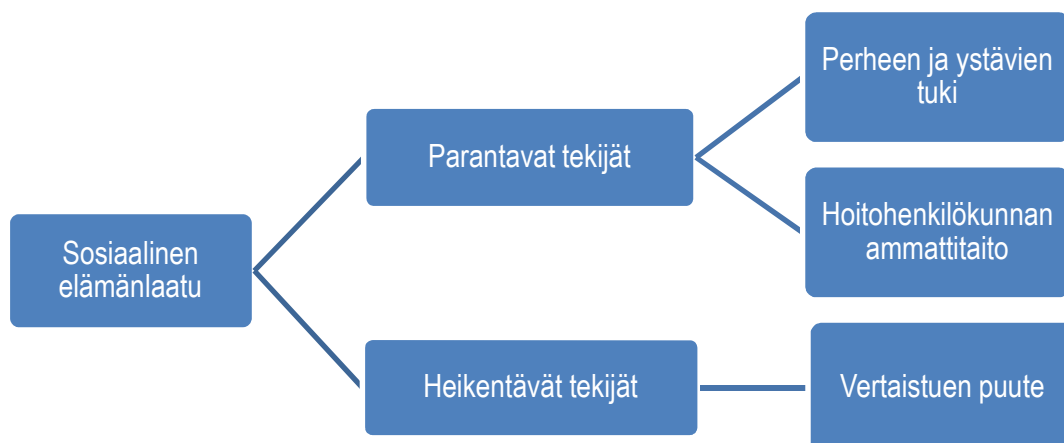 Sosiaalinen
elämänlaatu
Parantavat tekijät
Perheen ja ystävien
tuki
Hoitohenkilökunnan
ammattitaito
Heikentävät tekijät
Vertaistuen puute